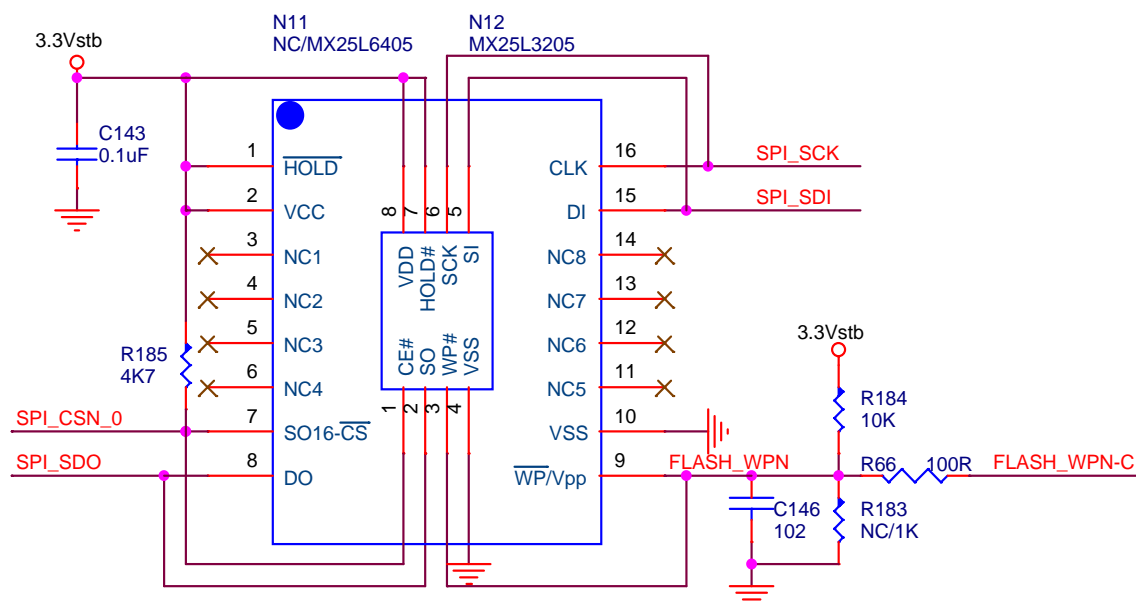 N11
NC/MX25L6405
N12
MX25L3205
3.3Vstb
C143
0.1uF
1
HOLD
2
VCC
3
NC1
4
NC2
5
NC3
6
NC4
7
SO16-CS
8
DO
R185
4K7
SPI_CSN_0
SPI_SDO
8
7
6
5
VDD
HOLD#
SCK
SI
CE#
SO
WP#
VSS
1
2
3
4
16
CLK
15
DI
14
NC8
13
NC7
12
NC6
11
NC5
10
VSS
9
WP/Vpp
SPI_SCK
SPI_SDI
3.3Vstb
R184
10K
FLASH_WPN
R66
100R
FLASH_WPN-C
C146
102
R183
NC/1K